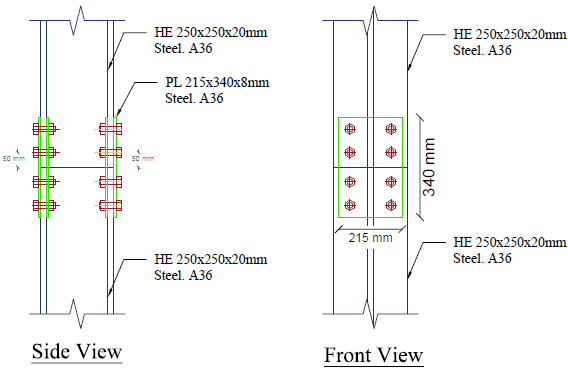 HE 250x250x20mm
Steel. A36
PL 215x340x8mm
Steel. A36
50 mm
50 mm
HE 250x250x20mm
Steel. A36
Side View
HE 250x250x20mm
Steel. A36
340 mm
215 mm
HE 250x250x20mm
Steel. A36
Front View